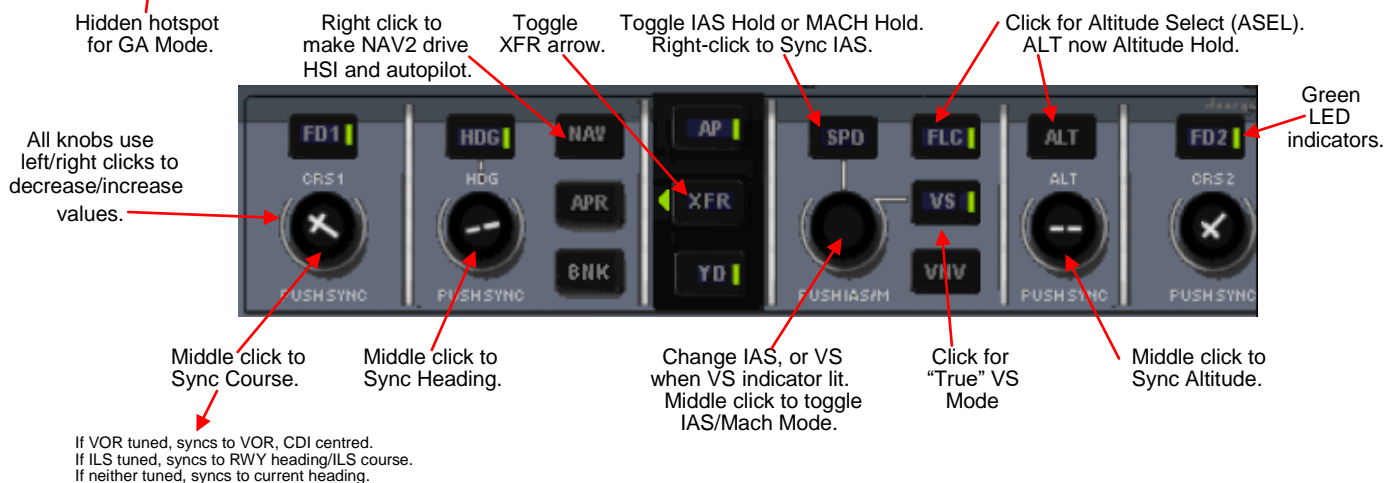 Hidden hotspot
for GA Mode.
Right click to
make NAV2 drive
HSI and autopilot.
Toggle
XFR arrow.
Toggle IAS Hold or MACH Hold.
Right-click to Sync IAS.
Click for Altitude Select (ASEL).
ALT now Altitude Hold.
Green
LED
indicators.
All knobs use
left/right clicks to
decrease/increase
values.
FD1
HDG
NAV
AP
SPD
FLC
ALT
FD2
CRS1
HDG
APR
XFR
VS
ALT
CRS2
BNK
YD
VNV
PUSH SYNC
PUSH SYNC
PUSH IAS/M
PUSH SYNC
PUSH SYNC
Middle click to
Sync Course.
Middle click to
Sync Heading.
Change IAS, or VS
when VS indicator lit.
Middle click to toggle
IAS/Mach Mode.
Click for
“True” VS
Mode
Middle click to
Sync Altitude.
If VOR tuned, syncs to VOR, CDI centred.
If ILS tuned, syncs to RWY heading/ILS course.
If neither tuned, syncs to current heading.